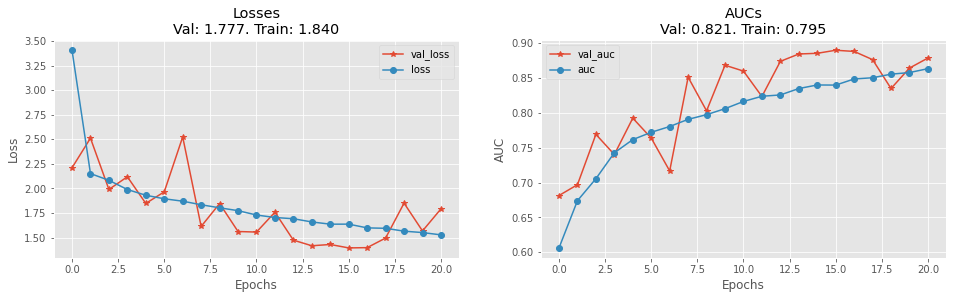 Losses
Val: 1.777. Train: 1.840
3.50
3.25
3.00
2.75
2.50
2.25
2.00
1.75
1.50
Loss
val_loss
loss
0.0 2.5 5.0 7.5 10.0 12.5 15.0 17.5 20.0
Epochs
AUCs
Val: 0.821. Train: 0.795
0.90
0.85
0.80
0.75
0.70
0.65
0.60
AUC
val_auc
auc
0.0 2.5 5.0 7.5 10.0 12.5 15.0 17.5 20.0
Epochs